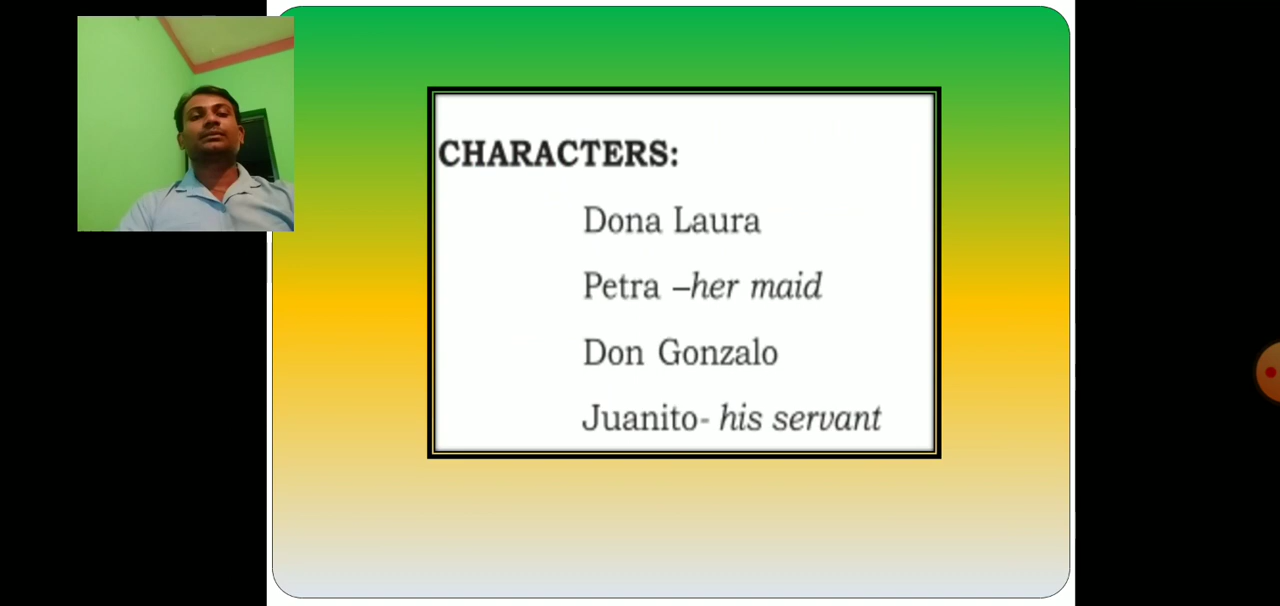 CHARACTERS:
Dona Laura
Petra –her maid
Don Gonzalo
Juanito- his servant